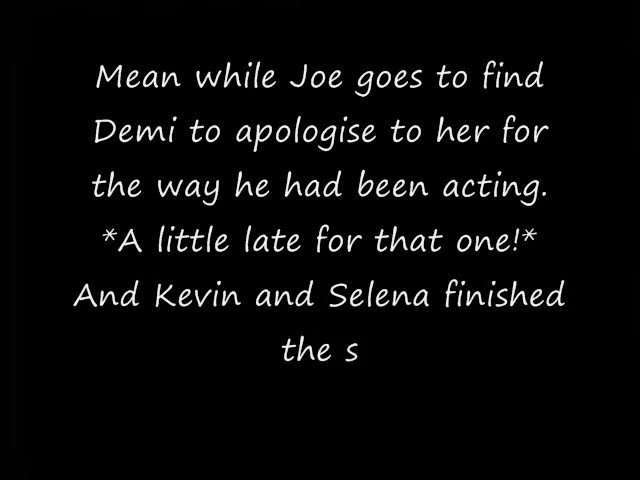 Mean while Joe goes to find
Demi to apologise to her for
the way he had been acting.
*A little late for that one!*
And Kevin and Selena finished
the s